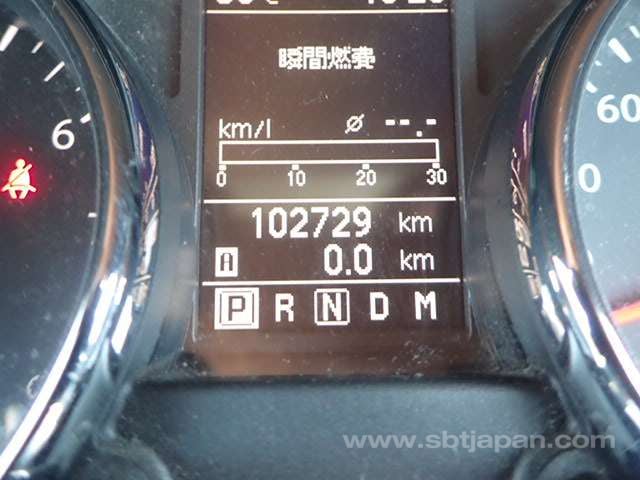 瞬間燃費
6
km/l ⌀ --.-
60
0 10 20 30
0
102729 km
A 0.0 km
P R N D M
www.sbtjapan.com